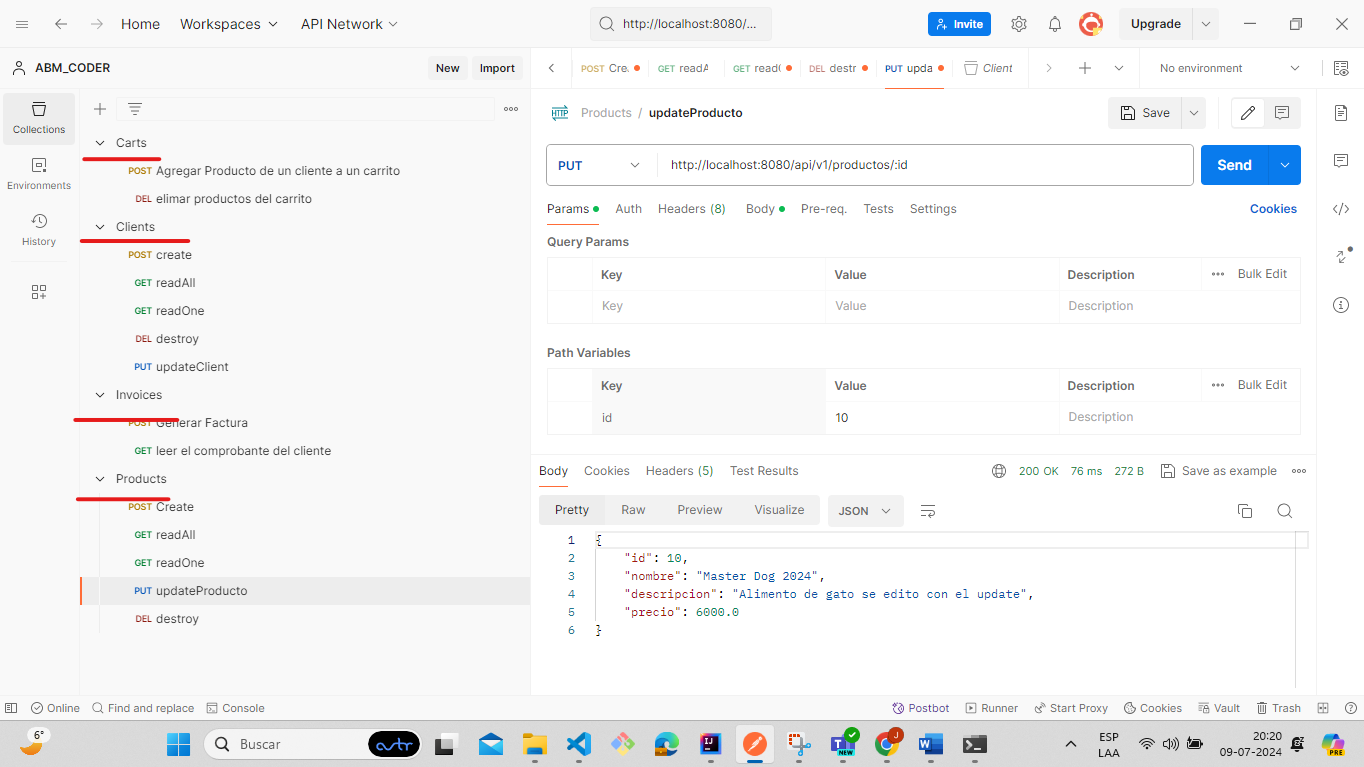 Home Workspaces API Network http://localhost:8080/... Invite Upgrade
ABM_CODER New Import
POST Cre. GET readA GET read( DEL destr PUT upda Client No environment
Collections
Environments
History
Carts
POST Agregar Producto de un cliente a un carrito
DEL elimar productos del carrito
Clients
POST create
GET readAll
GET readOne
DEL destroy
PUT updateClient
Invoices
POST Generar Factura
GET leer el comprobante del cliente
Products
POST Create
GET readAll
GET readOne
PUT updateProducto
DEL destroy
HTTP Products / updateProducto Save
PUT http://localhost:8080/api/v1/productos/:id Send
Params Auth Headers (8) Body Pre-req. Tests Settings Cookies
Query Params
Key Value Description Bulk Edit
Key Value Description
Path Variables
Key Value Description Bulk Edit
id 10 Description
Body Cookies Headers (5) Test Results 200 OK 76 ms 272 B Save as example
Pretty Raw Preview Visualize JSON
1 {
2 "id": 10,
3 "nombre": "Master Dog 2024",
4 "descripcion": "Alimento de gato se edito con el update",
5 "precio": 6000.0
6 }
Online Find and replace Console Postbot Runner Start Proxy Cookies Vault Trash
6° Buscar NEW J ESP LAA 20:20 09-07-2024 PRE